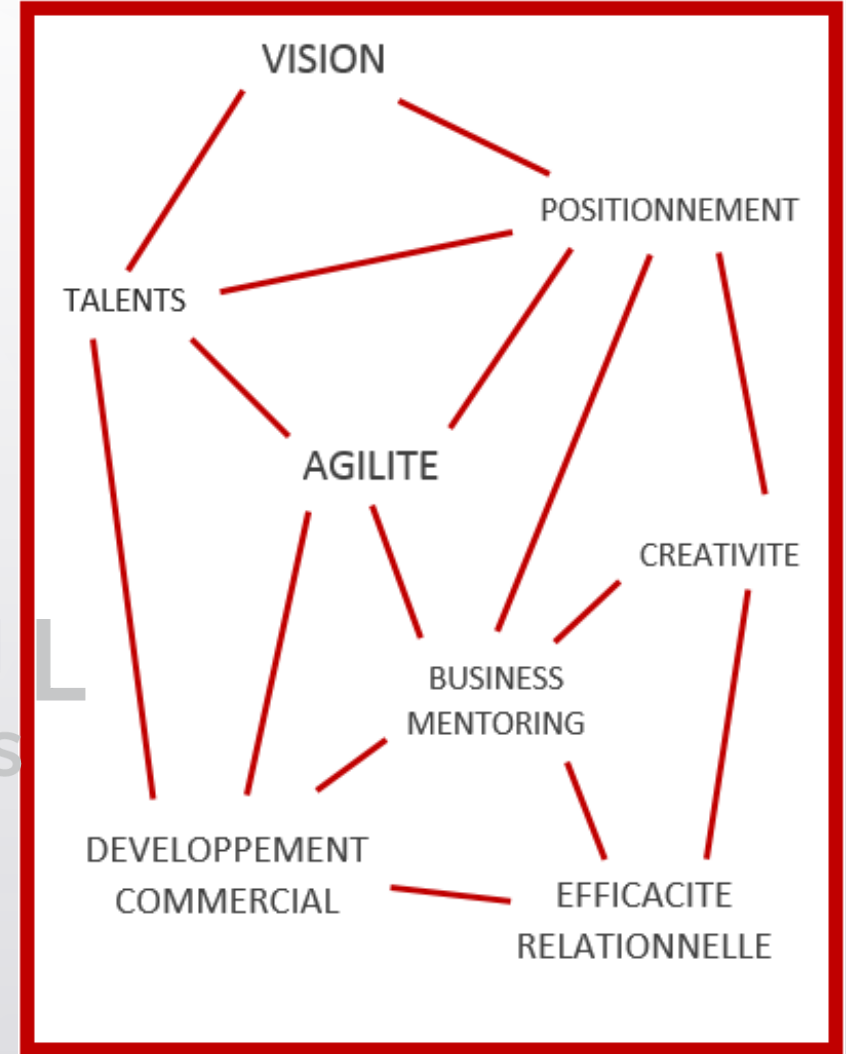 VISION
POSITIONNEMENT
TALENTS
AGILITE
CREATIVITE
L
BUSINESS
MENTORING
S
DEVELOPPEMENT
COMMERCIAL
EFFICACITE
RELATIONNELLE